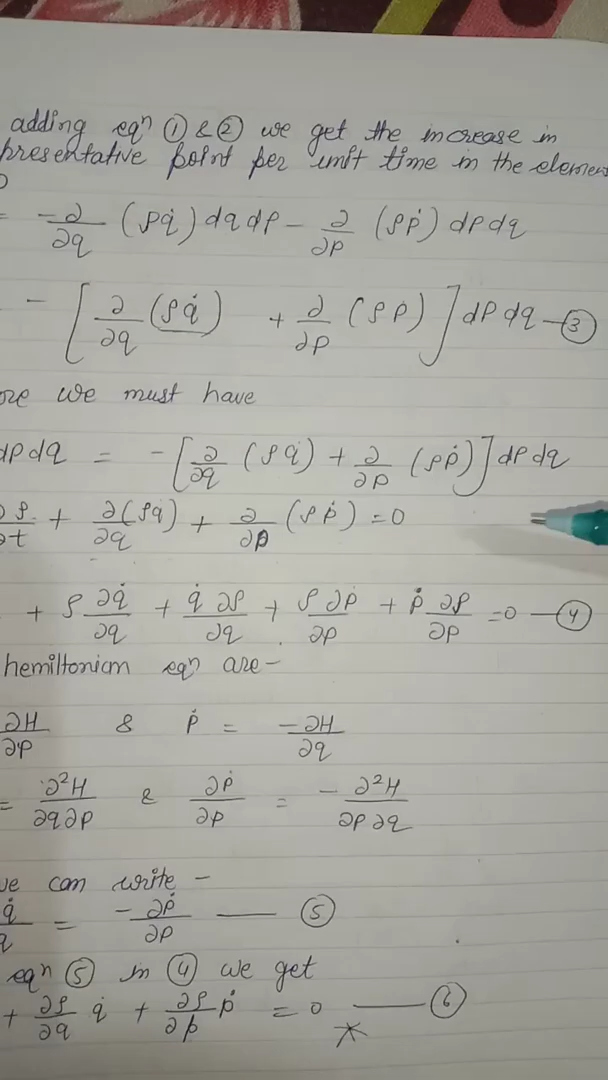 adding eqⁿ ① & ② we get the increase in
presentative point per unit time in the elemen
= -∂/∂q (ρq̇) dq dp - ∂/∂p (ρṗ) dp dq
- [∂/∂q (ρq̇) + ∂/∂p (ρṗ)] dp dq - ③
ore we must have
dp dq = -[∂/∂q (ρq̇) + ∂/∂p (ρṗ)] dp dq
∂ρ/∂t + ∂(ρq̇)/∂q + ∂/∂p (ρṗ) = 0
+ ρ ∂q̇/∂q + q̇ ∂ρ/∂q + ρ ∂ṗ/∂p + ṗ ∂ρ/∂p = 0 - ④
hemiltonian eqⁿ are -
∂H/∂p & ṗ = -∂H/∂q
= ∂²H/∂q∂p & ∂ṗ/∂p = - ∂²H/∂p∂q
we can write -
q̇/q = -∂ṗ/∂p - ⑤
eqⁿ ⑤ in ④ we get
+ ∂ρ/∂q q̇ + ∂ρ/∂p ṗ = 0 - ⑥